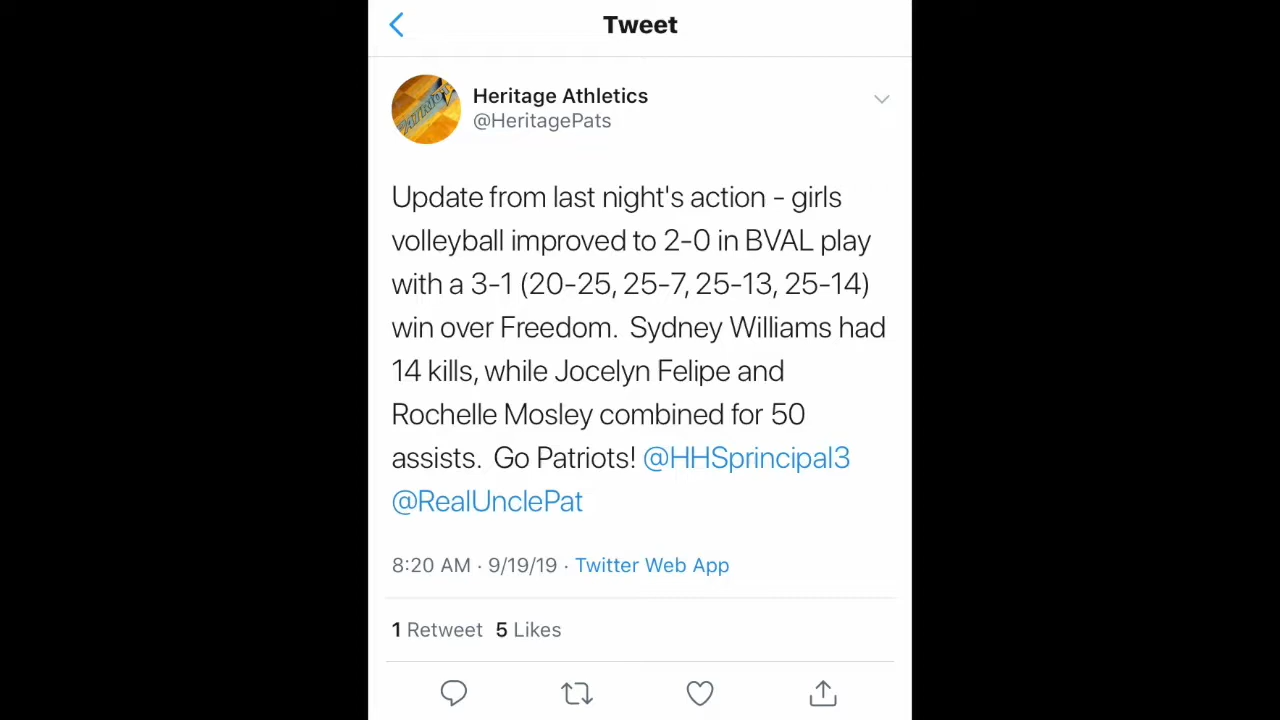 Tweet
Heritage Athletics
@HeritagePats
Update from last night's action - girls
volleyball improved to 2-0 in BVAL play
with a 3-1 (20-25, 25-7, 25-13, 25-14)
win over Freedom.  Sydney Williams had
14 kills, while Jocelyn Felipe and
Rochelle Mosley combined for 50
assists.  Go Patriots! @HHSprincipal3
@RealUnclePat
8:20 AM · 9/19/19 · Twitter Web App
1 Retweet  5 Likes